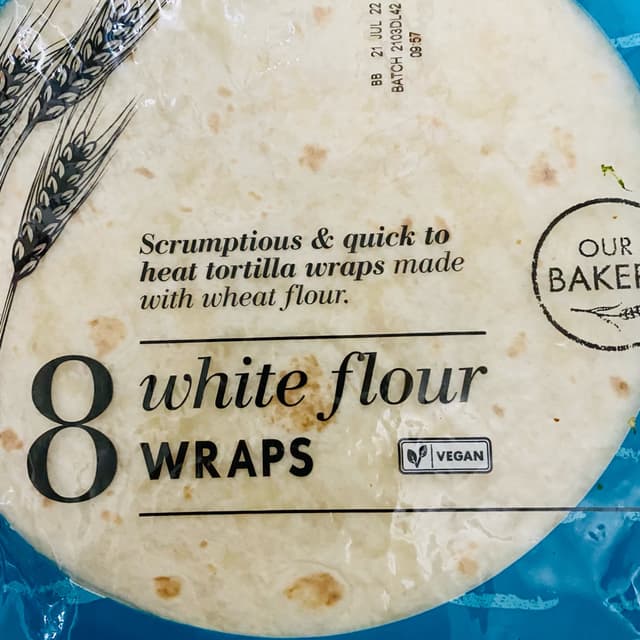 BB 21 JUL 22
BATCH 2103DL42
09:57
Scrumptious & quick to
heat tortilla wraps made
with wheat flour.
OUR
8
white flour
WRAPS
VEGAN